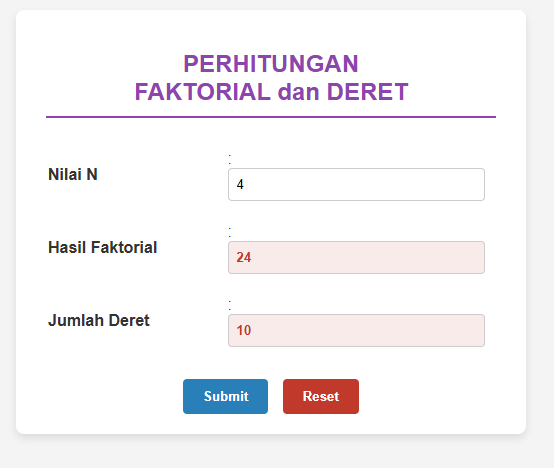 PERHITUNGAN
FAKTORIAL dan DERET
:
Nilai N
4
:
Hasil Faktorial
24
:
Jumlah Deret
10
Submit Reset